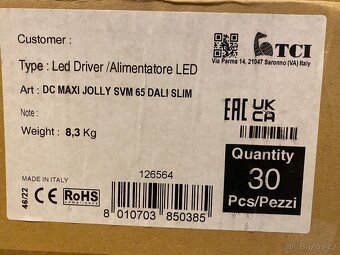 Customer :
TCI
Via Parma 14, 21047 Saronno (VA) Italy
Type : Led Driver /Alimentatore LED
Art : DC MAXI JOLLY SVM 65 DALI SLIM
Note :
EAC
UK
CA
Weight : 8,3 Kg
Quantity
30
Pcs/Pezzi
MADE IN ITALY
46/22
CE
RoHS
126564
8 010703 850385